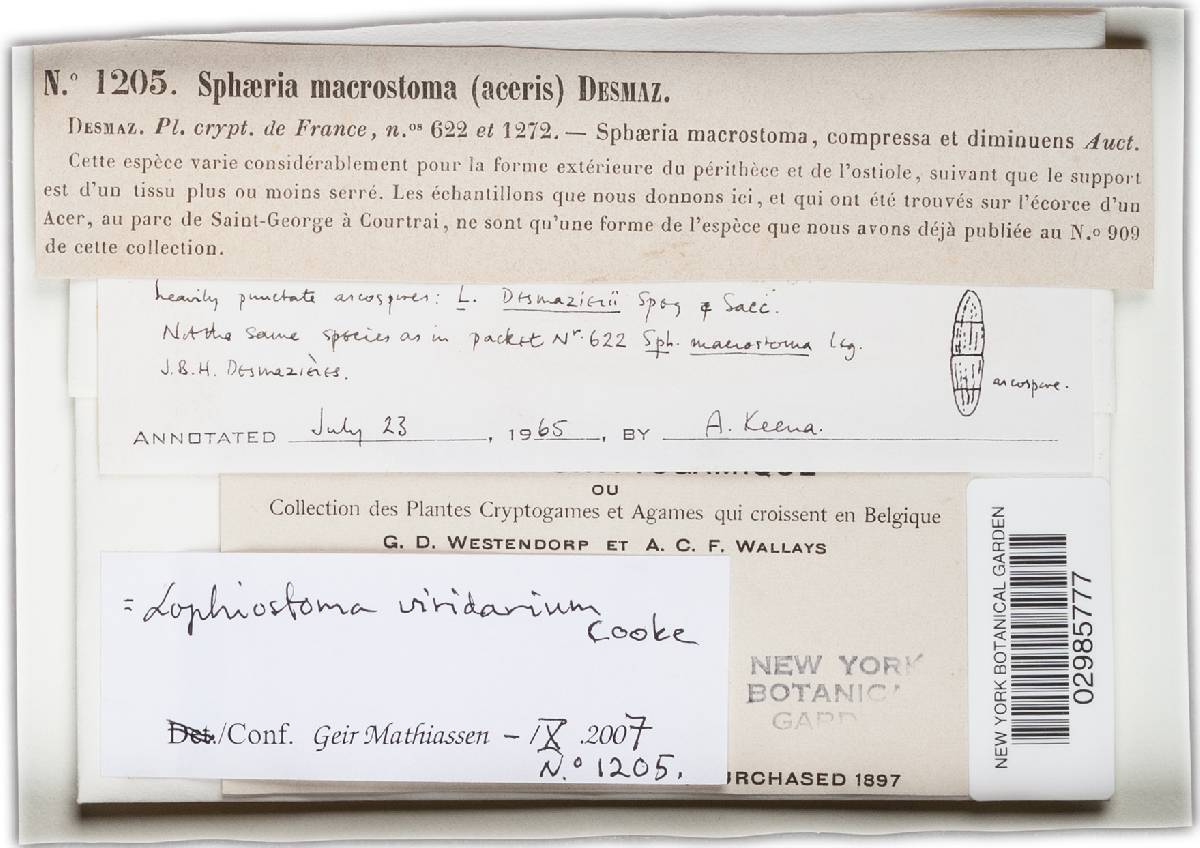 N.º 1205. Sphæria macrostoma (aceris) DESMAZ.
DESMAZ. Pl. crypt. de France, n.os 622 et 1272. — Sphæria macrostoma, compressa et diminuens Auct.
Cette espèce varie considérablement pour la forme extérieure du périthèce et de l'ostiole, suivant que le support
est d'un tissu plus ou moins serré. Les échantillons que nous donnons ici, et qui ont été trouvés sur l'écorce d'un
Acer, au parc de Saint-George à Courtrai, ne sont qu'une forme de l'espèce que nous avons déjà publiée au N.º 909
de cette collection.
heavily punctate ascospores: L. Desmazierii Speg & Sacc.
Not the same species as in packet Nr. 622 Sph. macrostoma leg.
J.B.H. Desmazières.
ascospore.
ANNOTATED July 23, 1965, BY A. Keena.
OU
Collection des Plantes Cryptogames et Agames qui croissent en Belgique
G. D. WESTENDORP ET A. C. F. WALLAYS
= Lophiostoma viridarium
Cooke
Det./Conf. Geir Mathiassen – IX .2007
N.º 1205.
NEW YORK
BOTANIC
GARD
URCHASED 1897
NEW YORK BOTANICAL GARDEN
02985777